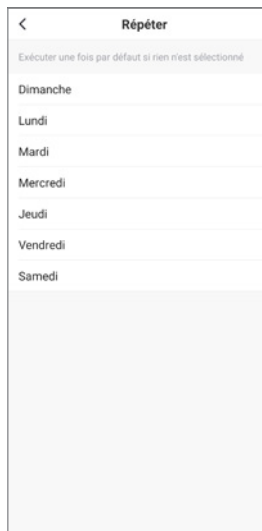 Répéter
Exécuter une fois par défaut si rien n'est sélectionné
Dimanche
Lundi
Mardi
Mercredi
Jeudi
Vendredi
Samedi